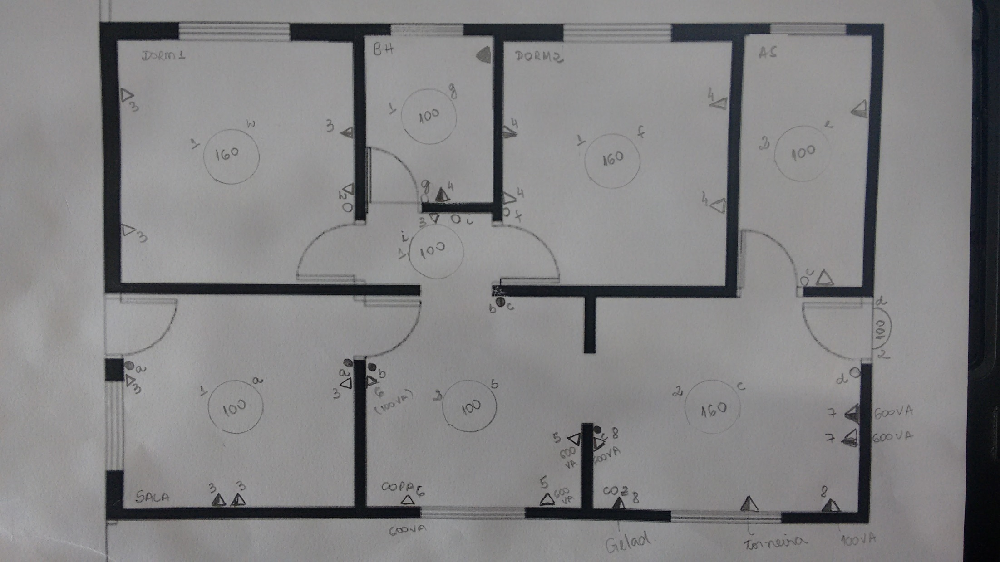 DORM1
BH
DORM2
AS
3
g
4
e
1
100
3
w
4
f
1
160
1
160
2
100
g
4
4
4
3
3
i
f
i
1
100
b c
d
100
2
a
a
5
3
3
6
(100VA)
1
a
100
b
100
2
c
160
d
7
600VA
7
600VA
5
600
VA
c 8
600VA
SALA
3
3
COPA
6
5
600
VA
COZ
8
8
600VA
Gelad.
torneira
100VA